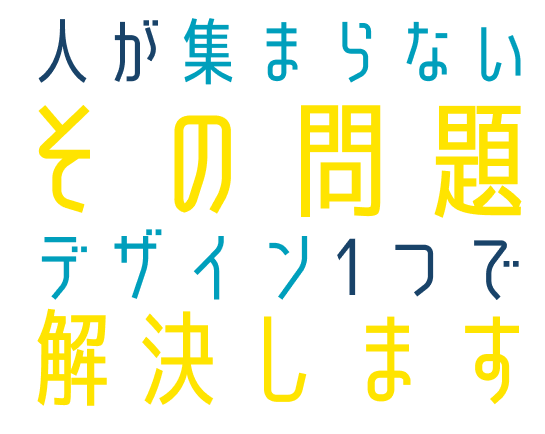 人が集まらない
その問題
デザイン1つで
解決します